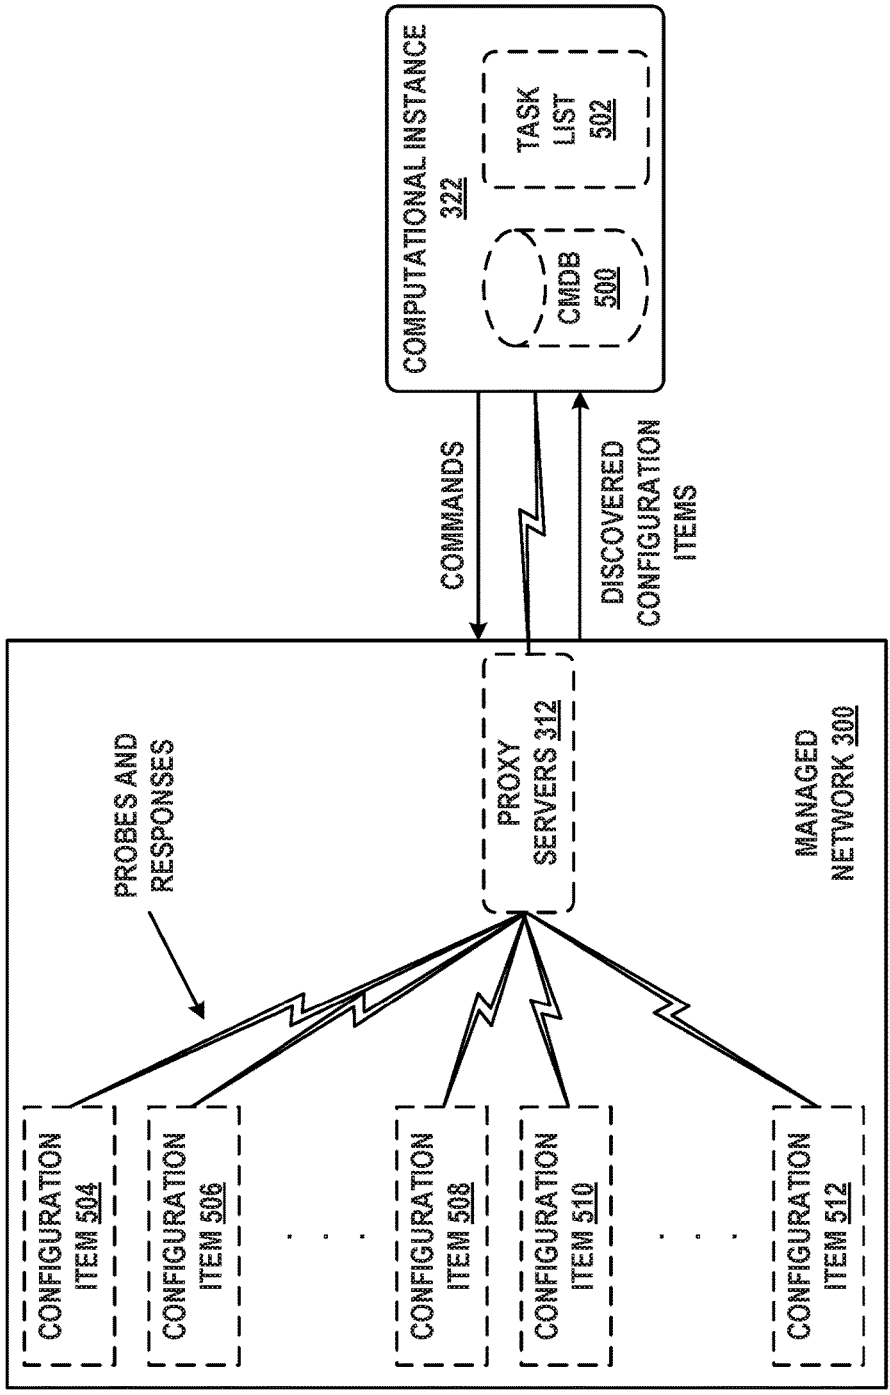 COMPUTATIONAL INSTANCE
322
CMDB
500
TASK
LIST
502
COMMANDS
DISCOVERED
CONFIGURATION
ITEMS
PROBES AND
RESPONSES
PROXY
SERVERS 312
MANAGED
NETWORK 300
CONFIGURATION
ITEM 504
CONFIGURATION
ITEM 506
. . .
CONFIGURATION
ITEM 508
CONFIGURATION
ITEM 510
. . .
CONFIGURATION
ITEM 512